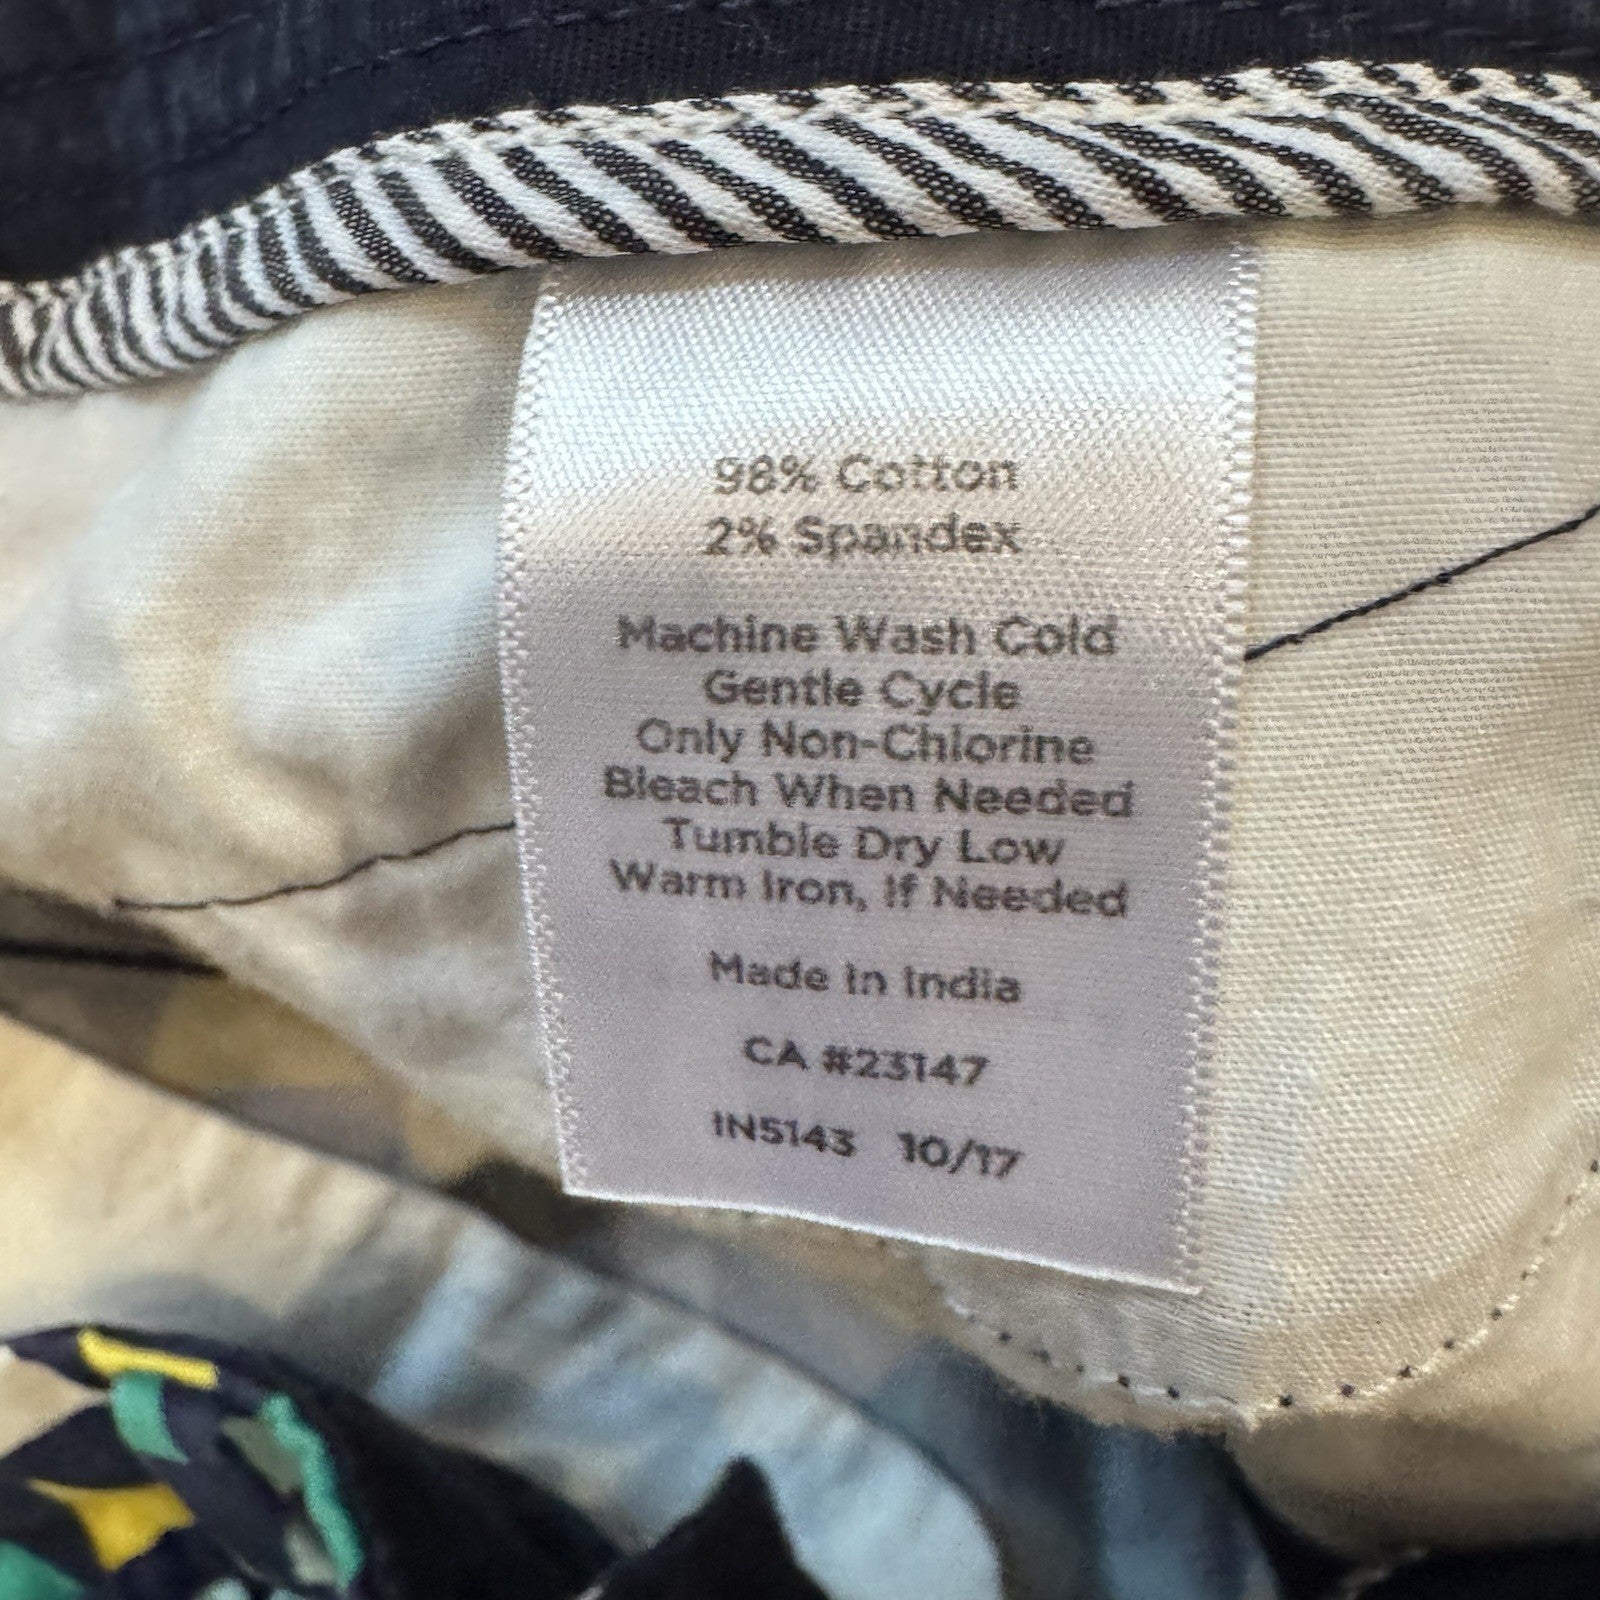 98% Cotton
2% Spandex
Machine Wash Cold
Gentle Cycle
Only Non-Chlorine
Bleach When Needed
Tumble Dry Low
Warm Iron, If Needed
Made In India
CA #23147
IN5143 10/17